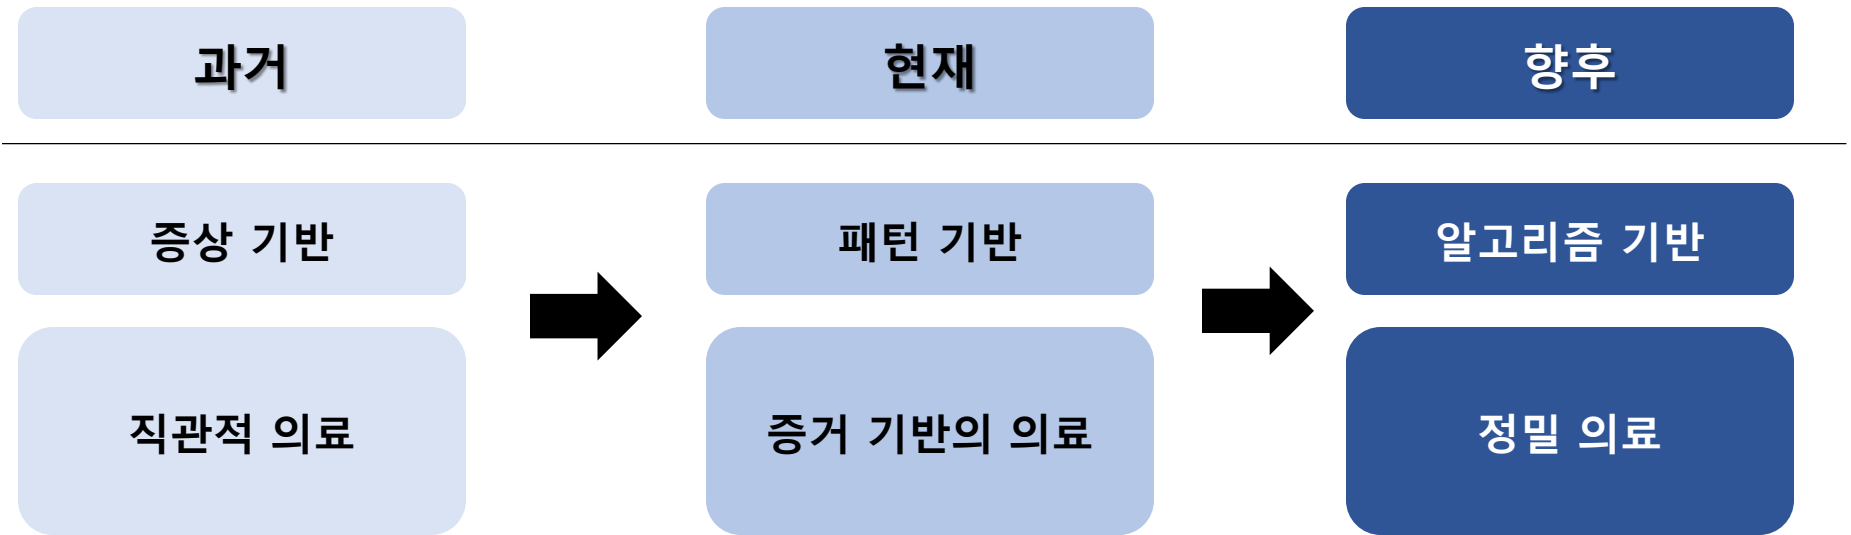 과거
현재
향후
증상 기반
패턴 기반
알고리즘 기반
직관적 의료
증거 기반의 의료
정밀 의료